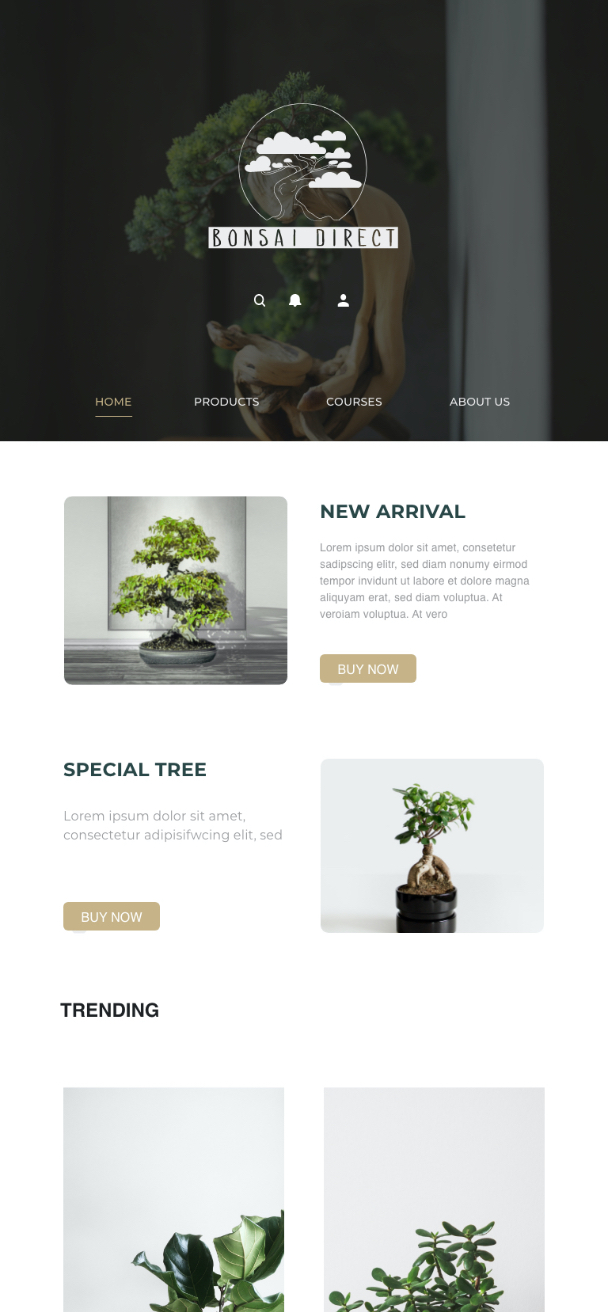 BONSAI DIRECT
HOME PRODUCTS COURSES ABOUT US
NEW ARRIVAL
Lorem ipsum dolor sit amet, consetetur
sadipscing elitr, sed diam nonumy eirmod
tempor invidunt ut labore et dolore magna
aliquyam erat, sed diam voluptua. At
veroiam voluptua. At vero
BUY NOW
SPECIAL TREE
Lorem ipsum dolor sit amet,
consectetur adipisifwcing elit, sed
BUY NOW
TRENDING